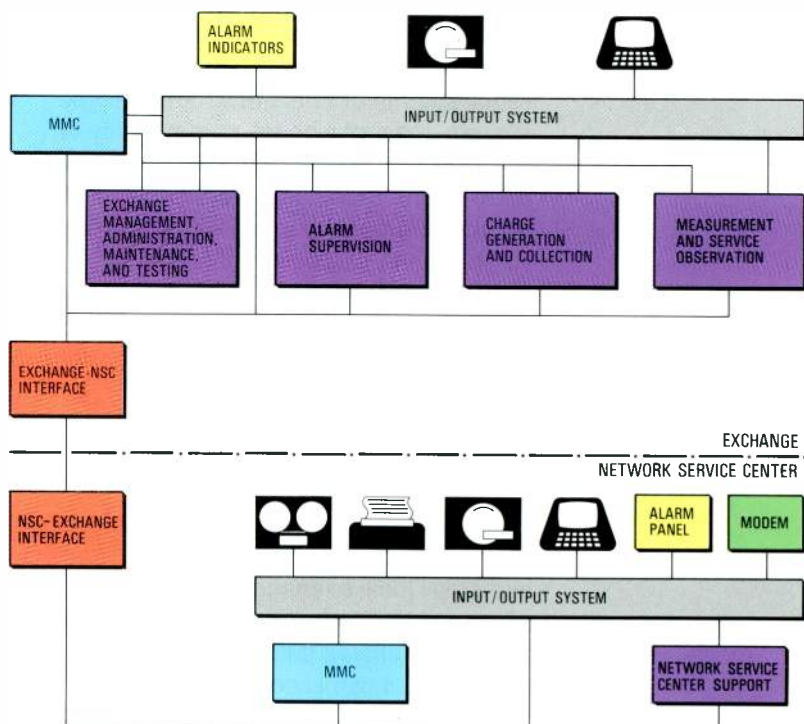 ALARM
INDICATORS
MMC
INPUT/OUTPUT SYSTEM
EXCHANGE
MANAGEMENT,
ADMINISTRATION,
MAINTENANCE,
AND TESTING
ALARM
SUPERVISION
CHARGE
GENERATION
AND COLLECTION
MEASUREMENT
AND SERVICE
OBSERVATION
EXCHANGE-NSC
INTERFACE
EXCHANGE
NETWORK SERVICE CENTER
NSC-EXCHANGE
INTERFACE
ALARM
PANEL
MODEM
INPUT/OUTPUT SYSTEM
MMC
NETWORK SERVICE
CENTER SUPPORT